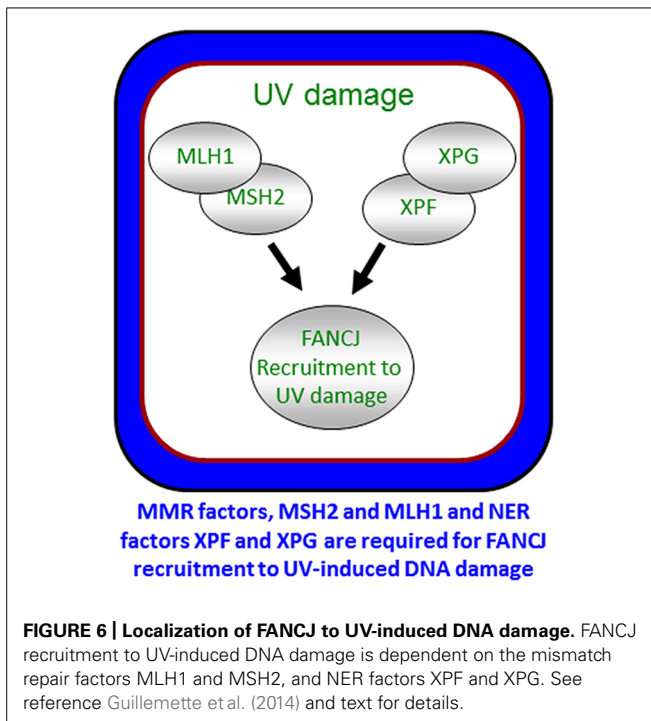 UV damage
MLH1
MSH2
XPG
XPF
FANCJ
Recruitment to
UV damage
MMR factors, MSH2 and MLH1 and NER
factors XPF and XPG are required for FANCJ
recruitment to UV-induced DNA damage
FIGURE 6 | Localization of FANCJ to UV-induced DNA damage. FANCJ
recruitment to UV-induced DNA damage is dependent on the mismatch
repair factors MLH1 and MSH2, and NER factors XPF and XPG. See
reference Guillemette et al. (2014) and text for details.